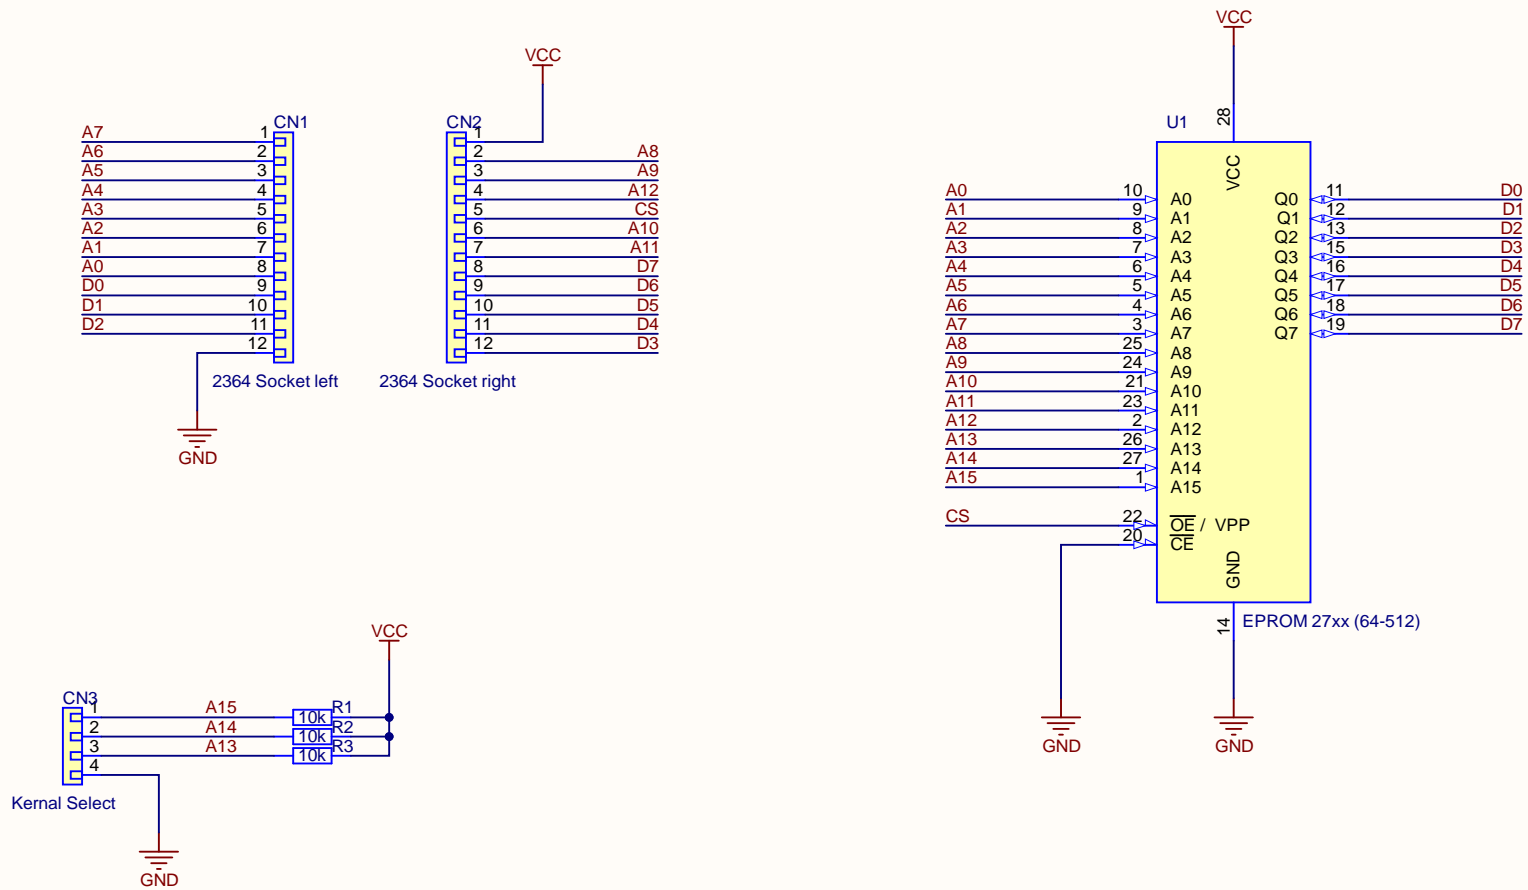 VCC
VCC
CN1
CN2
U1
28
VCC
A7 1
A6 2
A5 3
A4 4
A3 5
A2 6
A1 7
A0 8
D0 9
D1 10
D2 11
12
2364 Socket left
GND
1
2 A8
3 A9
4 A12
5 CS
6 A10
7 A11
8 D7
9 D6
10 D5
11 D4
12 D3
2364 Socket right
A0 10 A0
A1 9 A1
A2 8 A2
A3 7 A3
A4 6 A4
A5 5 A5
A6 4 A6
A7 3 A7
A8 25 A8
A9 24 A9
A10 21 A10
A11 23 A11
A12 2 A12
A13 26 A13
A14 27 A14
A15 1 A15
CS 22 OE / VPP
20 CE
Q0 11 D0
Q1 12 D1
Q2 13 D2
Q3 15 D3
Q4 16 D4
Q5 17 D5
Q6 18 D6
Q7 19 D7
GND
14
EPROM 27xx (64-512)
GND
GND
VCC
CN3
1 A15 10k R1
2 A14 10k R2
3 A13 10k R3
4
Kernal Select
GND